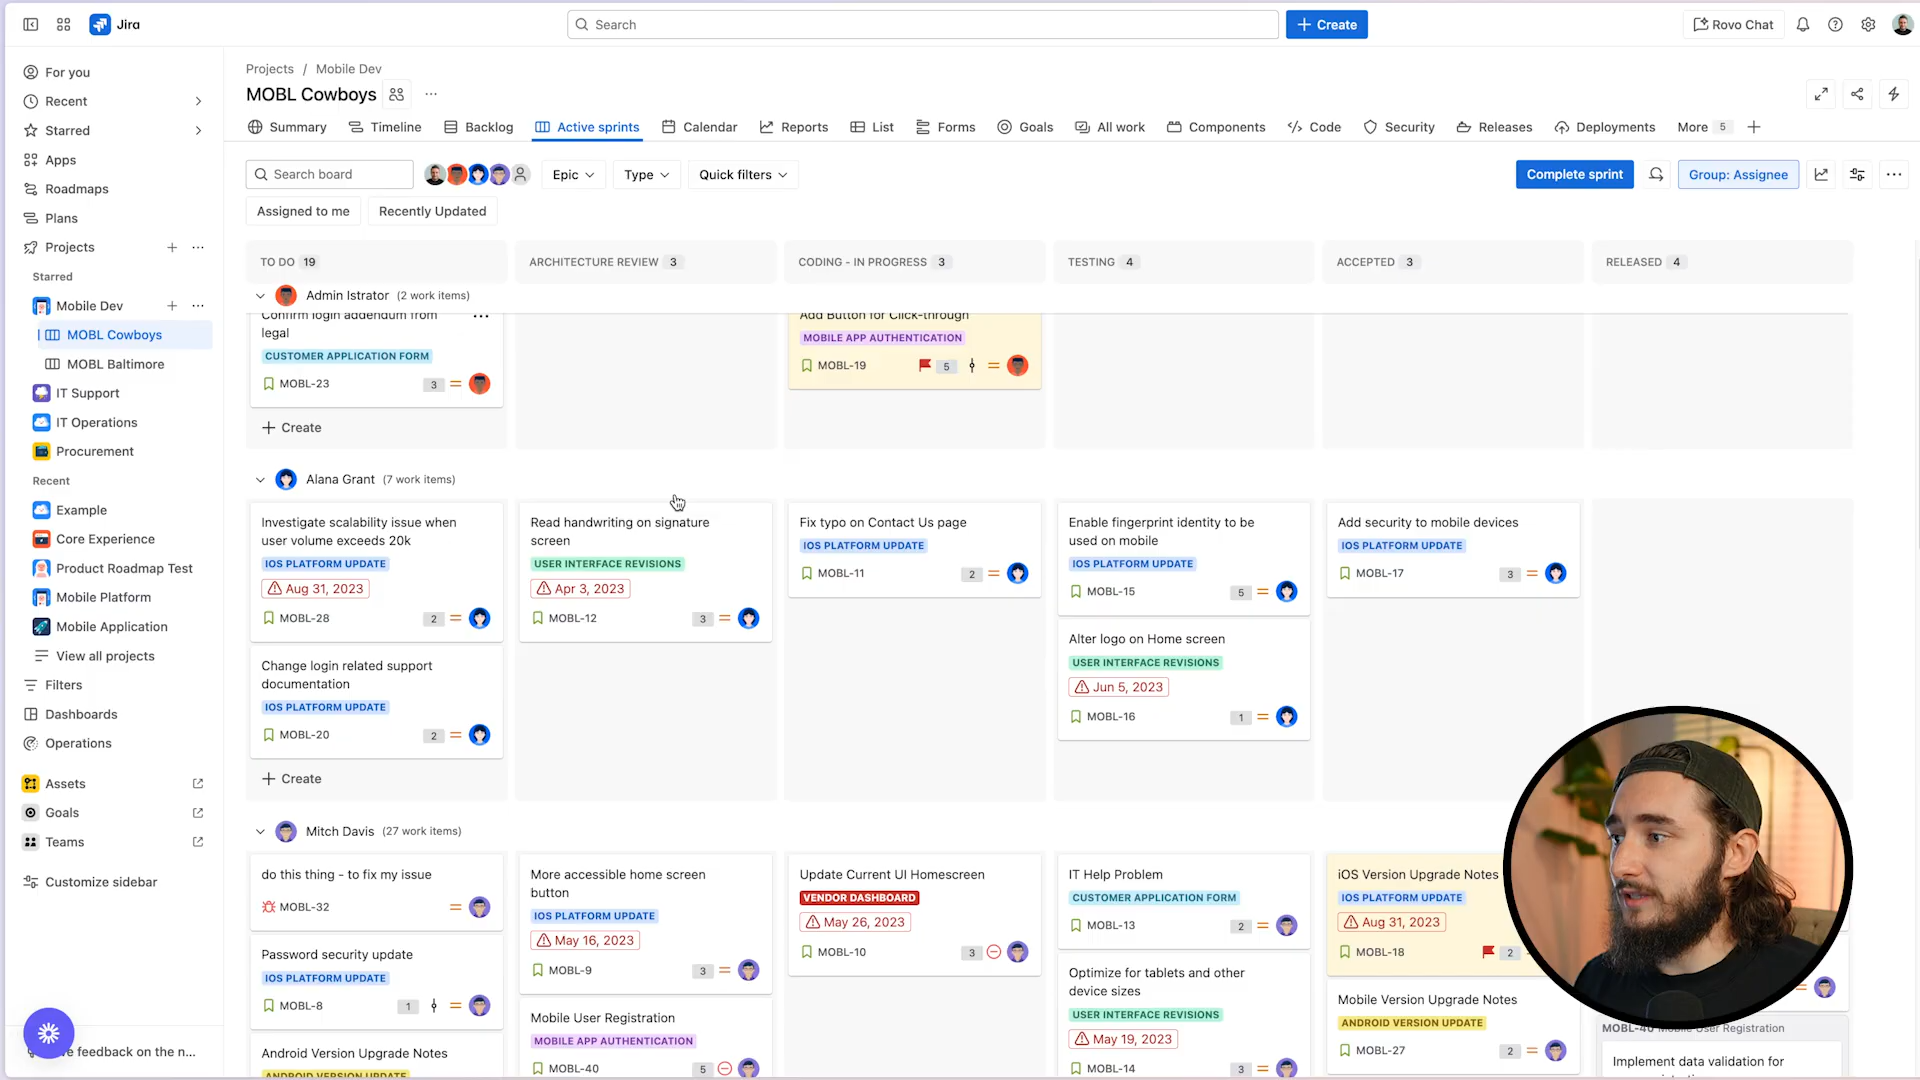 Jira
Search
Create
Rovo Chat
For you
Recent
Starred
Apps
Roadmaps
Plans
Projects
Starred
Mobile Dev
MOBL Cowboys
MOBL Baltimore
IT Support
IT Operations
Procurement
Recent
Example
Core Experience
Product Roadmap Test
Mobile Platform
Mobile Application
View all projects
Filters
Dashboards
Operations
Assets
Goals
Teams
Customize sidebar
feedback on the n...
Projects / Mobile Dev
MOBL Cowboys
Summary Timeline Backlog Active sprints Calendar Reports List Forms Goals All work Components Code Security Releases Deployments More 5
Search board Epic Type Quick filters Complete sprint Group: Assignee
Assigned to me Recently Updated
TO DO 19 ARCHITECTURE REVIEW 3 CODING - IN PROGRESS 3 TESTING 4 ACCEPTED 3 RELEASED 4
Admin Istrator (2 work items)
Confirm login addendum from
legal
CUSTOMER APPLICATION FORM
MOBL-23 3
Create
Add Button for Click-through
MOBILE APP AUTHENTICATION
MOBL-19 5
Alana Grant (7 work items)
Investigate scalability issue when
user volume exceeds 20k
IOS PLATFORM UPDATE
Aug 31, 2023
MOBL-28 2
Change login related support
documentation
IOS PLATFORM UPDATE
MOBL-20 2
Create
Read handwriting on signature
screen
USER INTERFACE REVISIONS
Apr 3, 2023
MOBL-12 3
Fix typo on Contact Us page
IOS PLATFORM UPDATE
MOBL-11 2
Enable fingerprint identity to be
used on mobile
IOS PLATFORM UPDATE
MOBL-15 5
Alter logo on Home screen
USER INTERFACE REVISIONS
Jun 5, 2023
MOBL-16 1
Add security to mobile devices
IOS PLATFORM UPDATE
MOBL-17 3
Mitch Davis (27 work items)
do this thing - to fix my issue
MOBL-32
Password security update
IOS PLATFORM UPDATE
MOBL-8 1
Android Version Upgrade Notes
ANDROID VERSION UPDATE
More accessible home screen
button
IOS PLATFORM UPDATE
May 16, 2023
MOBL-9 3
Mobile User Registration
MOBILE APP AUTHENTICATION
MOBL-40 5
Update Current UI Homescreen
VENDOR DASHBOARD
May 26, 2023
MOBL-10 3
IT Help Problem
CUSTOMER APPLICATION FORM
MOBL-13 2
Optimize for tablets and other
device sizes
USER INTERFACE REVISIONS
May 19, 2023
MOBL-14 3
iOS Version Upgrade Notes
IOS PLATFORM UPDATE
Aug 31, 2023
MOBL-18 2
Mobile Version Upgrade Notes
ANDROID VERSION UPDATE
MOBL-27 2
MOBL-40 Mobile User Registration
Implement data validation for